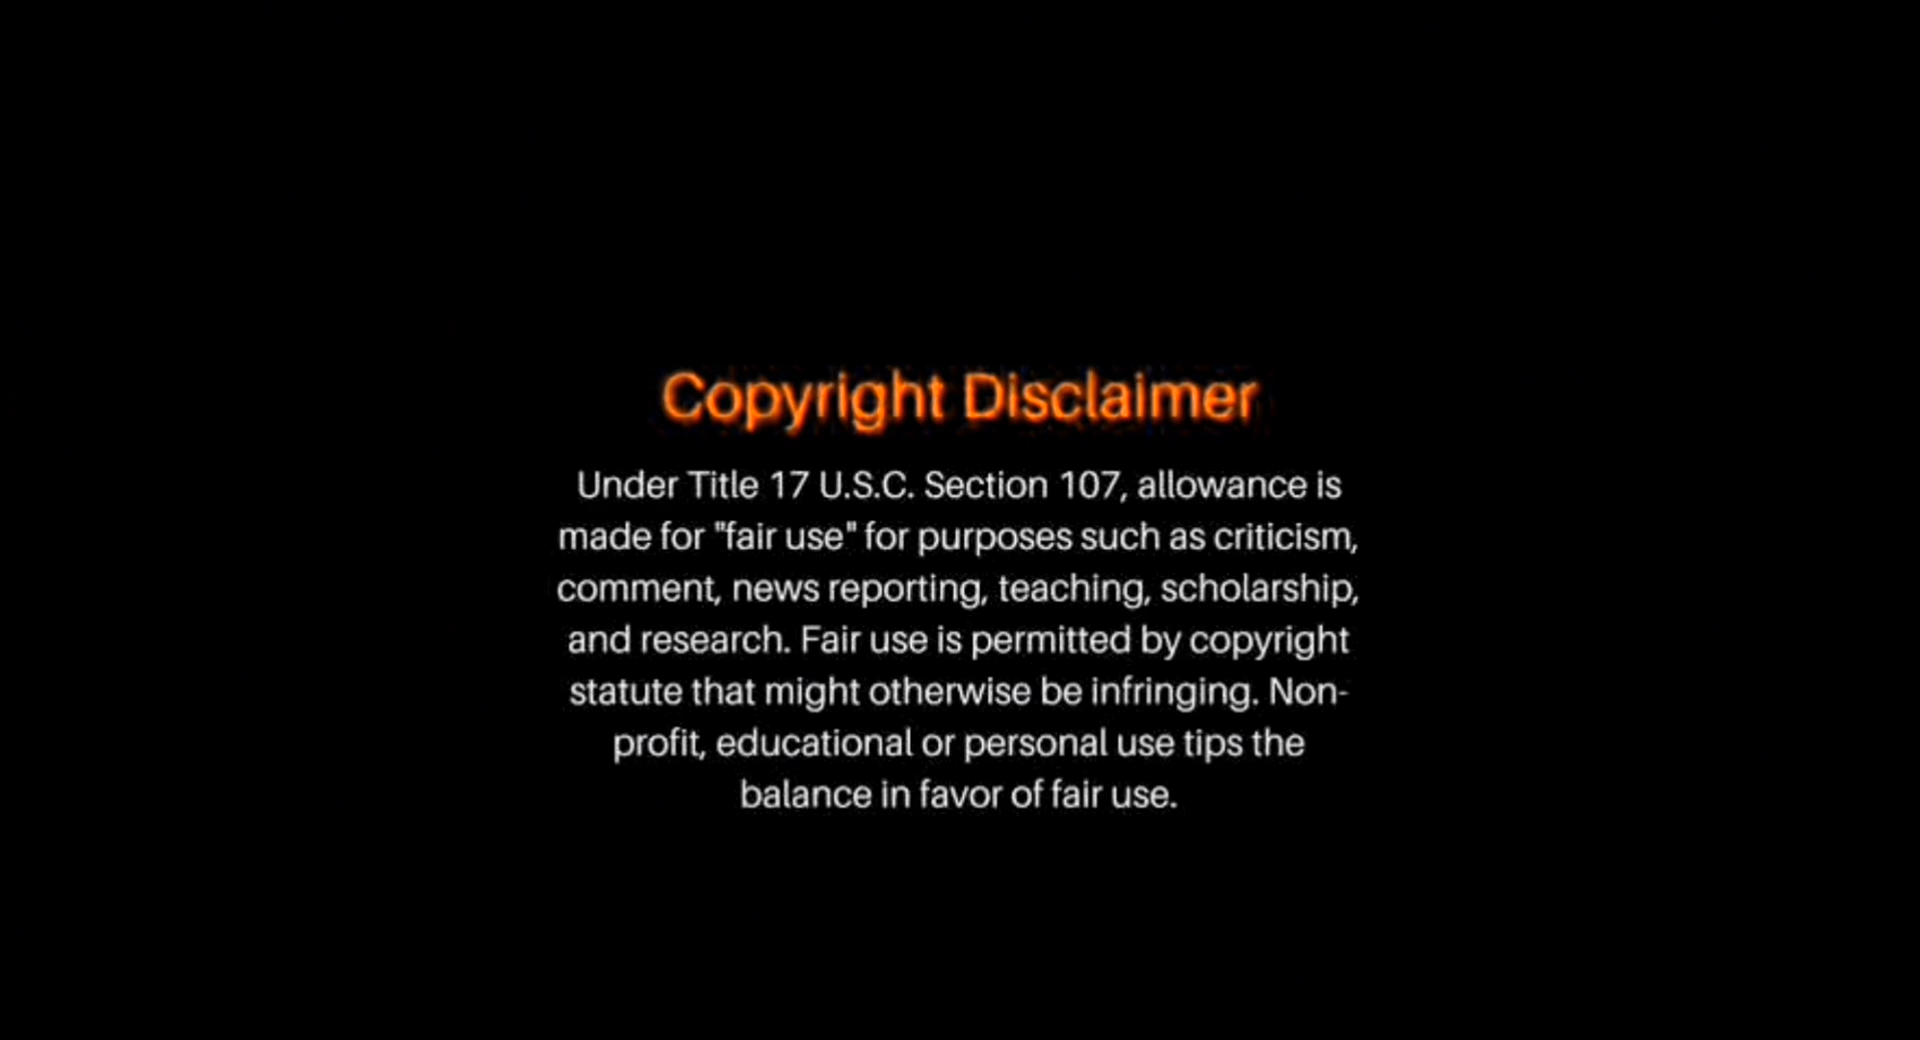 Copyright Disclaimer
Under Title 17 U.S.C. Section 107, allowance is
made for "fair use" for purposes such as criticism,
comment, news reporting, teaching, scholarship,
and research. Fair use is permitted by copyright
statute that might otherwise be infringing. Non-
profit, educational or personal use tips the
balance in favor of fair use.